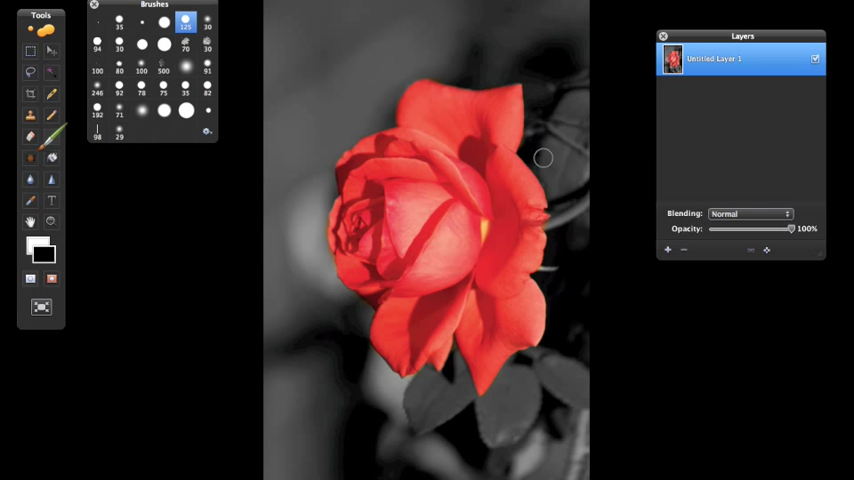 Tools
T
Brushes
35 125 30
94 30 70 30
100 80 100 500 91
246 92 78 75 35 82
192 71
98 29
Layers
Untitled Layer 1
Blending: Normal
Opacity: 100%